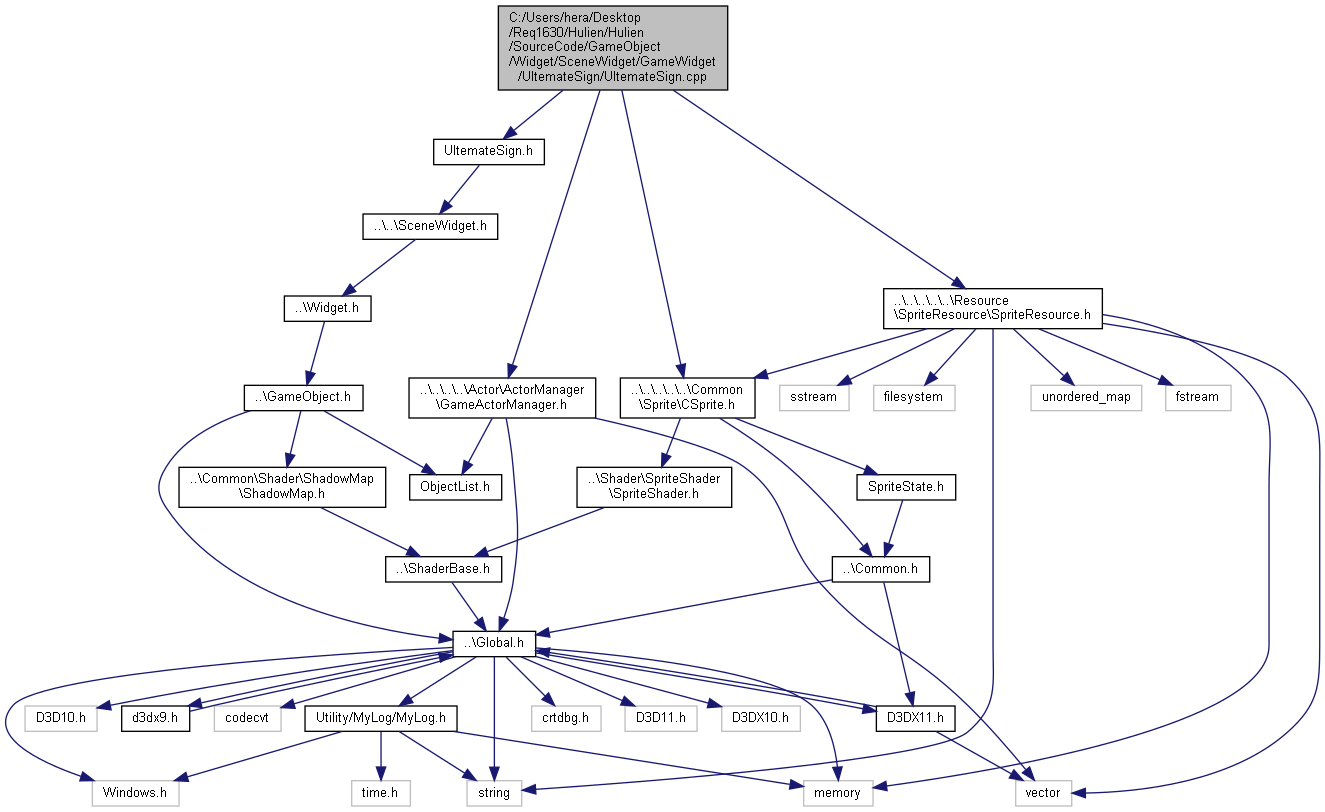 C:/Users/hera/Desktop
/Req1630/Hulien/Hulien
/SourceCode/GameObject
/Widget/SceneWidget/GameWidget
/UltemateSign/UltemateSign.cpp
UltemateSign.h
..\..\SceneWidget.h
..\Widget.h
..\..\..\..\..\Resource
\SpriteResource\SpriteResource.h
..\GameObject.h
..\..\..\..\Actor\ActorManager
\GameActorManager.h
..\..\..\..\..\Common
\Sprite\CSprite.h
sstream
filesystem
unordered_map
fstream
..\Common\Shader\ShadowMap
\ShadowMap.h
ObjectList.h
..\Shader\SpriteShader
\SpriteShader.h
SpriteState.h
..\ShaderBase.h
..\Common.h
..\Global.h
D3D10.h
d3dx9.h
codecvt
Utility/MyLog/MyLog.h
crtdbg.h
D3D11.h
D3DX10.h
D3DX11.h
Windows.h
time.h
string
memory
vector